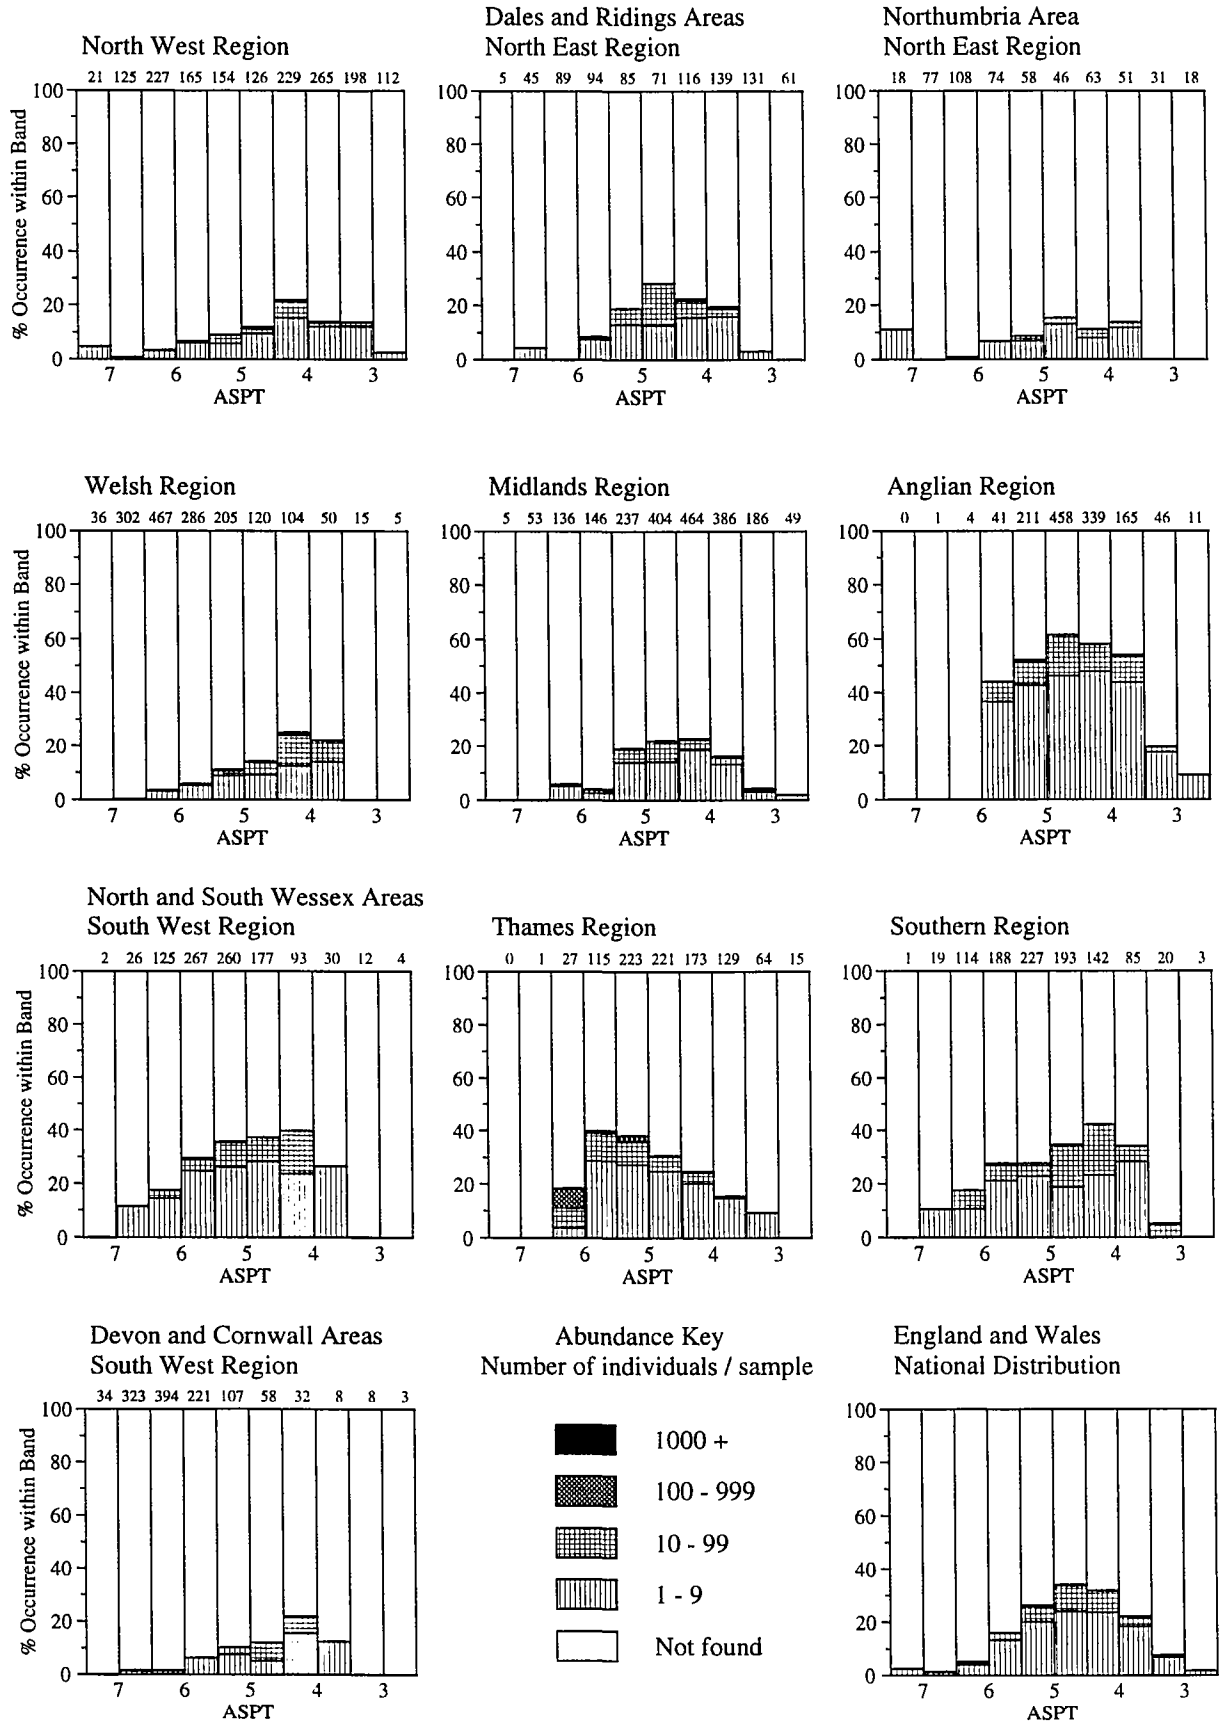 North West Region
21 125 227 165 154 126 229 265 198 112
% Occurrence within Band
100
80
60
40
20
0
7 6 5 4 3
ASPT
Dales and Ridings Areas
North East Region
5 45 89 94 85 71 116 139 131 61
100
80
60
40
20
0
7 6 5 4 3
ASPT
Northumbria Area
North East Region
18 77 108 74 58 46 63 51 31 18
100
80
60
40
20
0
7 6 5 4 3
ASPT
Welsh Region
36 302 467 286 205 120 104 50 15 5
% Occurrence within Band
100
80
60
40
20
0
7 6 5 4 3
ASPT
Midlands Region
5 53 136 146 237 404 464 386 186 49
100
80
60
40
20
0
7 6 5 4 3
ASPT
Anglian Region
0 1 4 41 211 458 339 165 46 11
100
80
60
40
20
0
7 6 5 4 3
ASPT
North and South Wessex Areas
South West Region
2 26 125 267 260 177 93 30 12 4
% Occurrence within Band
100
80
60
40
20
0
7 6 5 4 3
ASPT
Thames Region
0 1 27 115 223 221 173 129 64 15
100
80
60
40
20
0
7 6 5 4 3
ASPT
Southern Region
1 19 114 188 227 193 142 85 20 3
100
80
60
40
20
0
7 6 5 4 3
ASPT
Devon and Cornwall Areas
South West Region
34 323 394 221 107 58 32 8 8 3
% Occurrence within Band
100
80
60
40
20
0
7 6 5 4 3
ASPT
Abundance Key
Number of individuals / sample
1000 +
100 - 999
10 - 99
1 - 9
Not found
England and Wales
National Distribution
100
80
60
40
20
0
6 5 4 3
ASPT